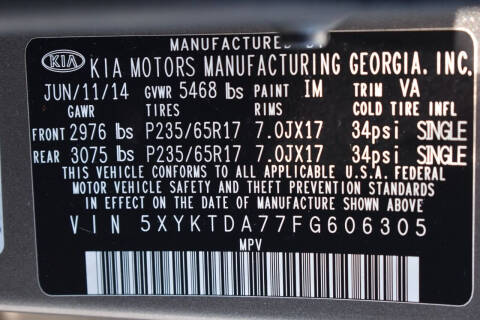 MANUFACTURED BY
KIA KIA MOTORS MANUFACTURING GEORGIA, INC.
JUN/11/14 GVWR 5468 lbs PAINT IM TRIM VA
GAWR TIRES RIMS COLD TIRE INFL
FRONT 2976 lbs P235/65R17 7.0JX17 34psi SINGLE
REAR 3075 lbs P235/65R17 7.0JX17 34psi SINGLE
THIS VEHICLE CONFORMS TO ALL APPLICABLE U.S.A. FEDERAL
MOTOR VEHICLE SAFETY AND THEFT PREVENTION STANDARDS
IN EFFECT ON THE DATE OF MANUFACTURE SHOWN ABOVE.
VIN 5XYKTDA77FG606305
MPV